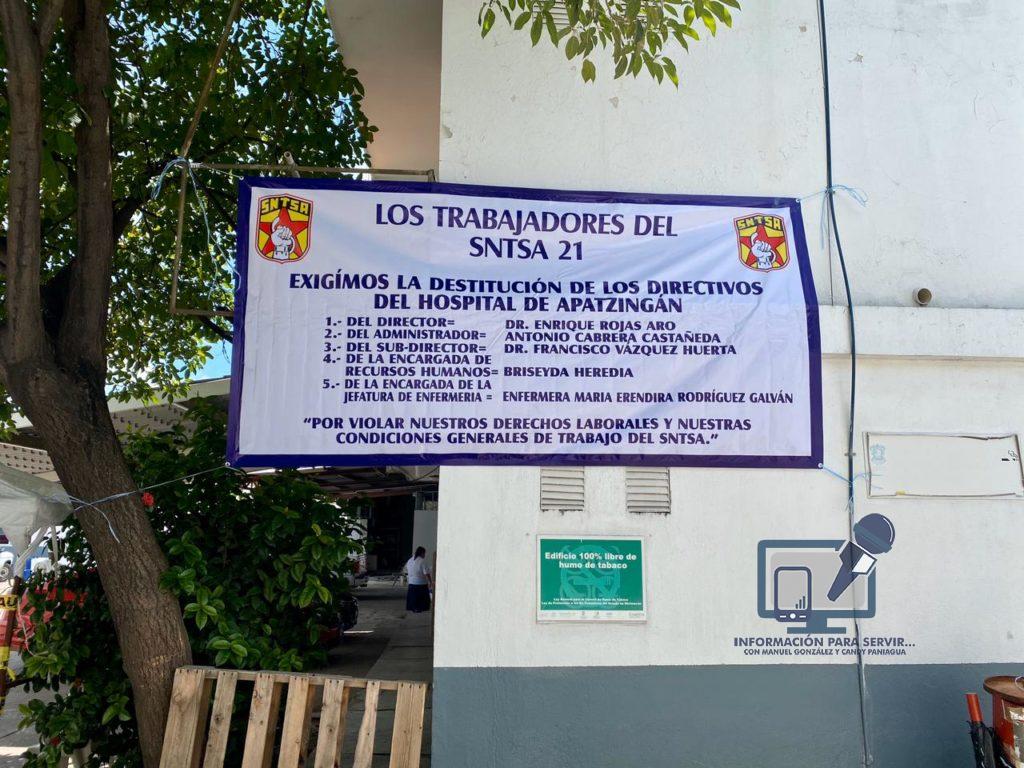 SNTSA
LOS TRABAJADORES DEL
SNTSA 21
SNTSA
EXIGÍMOS LA DESTITUCIÓN DE LOS DIRECTIVOS
DEL HOSPITAL DE APATZINGÁN
1.- DEL DIRECTOR= DR. ENRIQUE ROJAS ARO
2.- DEL ADMINISTRADOR= ANTONIO CABRERA CASTAÑEDA
3.- DEL SUB-DIRECTOR= DR. FRANCISCO VÁZQUEZ HUERTA
4.- DE LA ENCARGADA DE
RECURSOS HUMANOS= BRISEYDA HEREDIA
5.- DE LA ENCARGADA DE LA
JEFATURA DE ENFERMERIA = ENFERMERA MARIA ERENDIRA RODRÍGUEZ GALVÁN
"POR VIOLAR NUESTROS DERECHOS LABORALES Y NUESTRAS
CONDICIONES GENERALES DE TRABAJO DEL SNTSA."
Edificio 100% libre de
humo de tabaco
INFORMACIÓN PARA SERVIR...
CON MANUEL GONZÁLEZ Y CANDY PANIAGUA